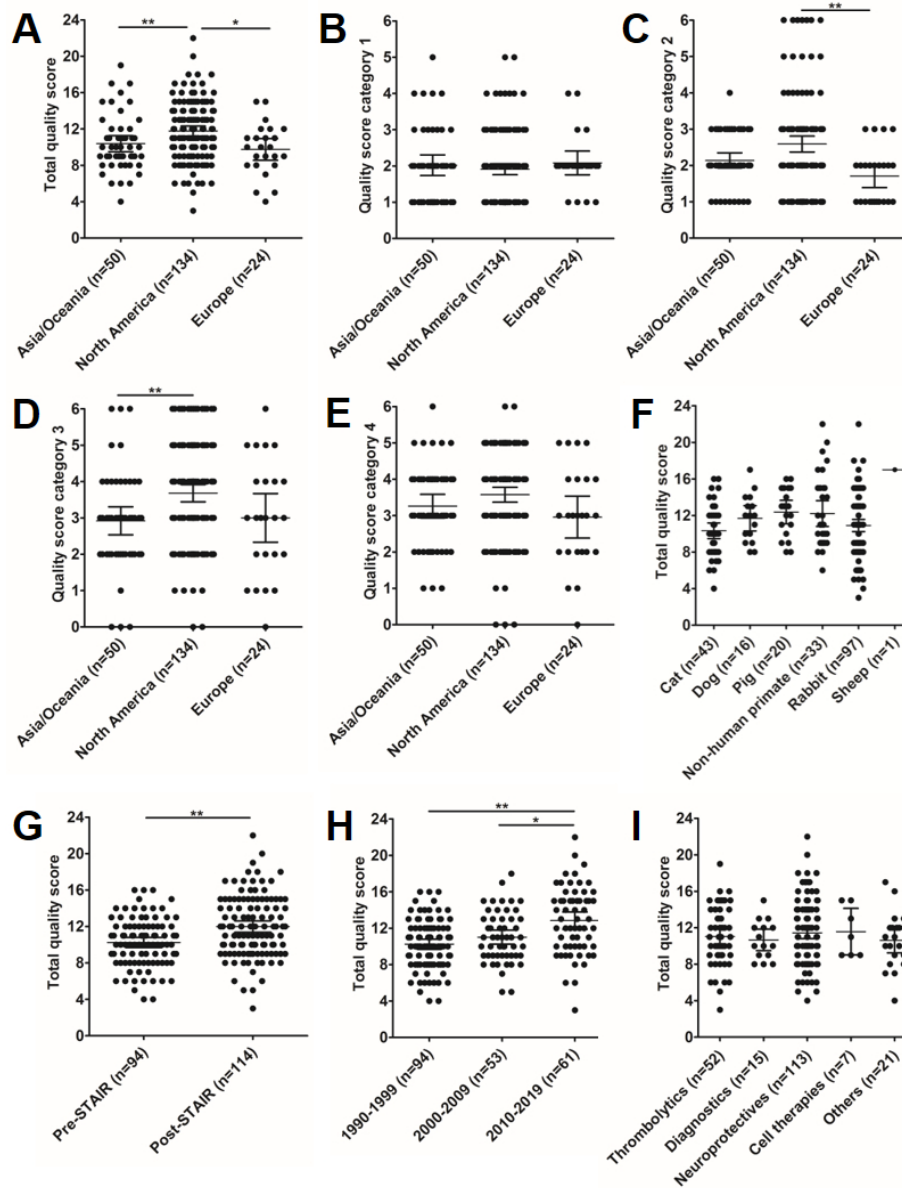 A
Total quality score
24
20
16
12
8
4
0
**
*
Asia/Oceania (n=50)
North America (n=134)
Europe (n=24)
B
Quality score category 1
6
5
4
3
2
1
0
Asia/Oceania (n=50)
North America (n=134)
Europe (n=24)
C
Quality score category 2
6
5
4
3
2
1
0
**
Asia/Oceania (n=50)
North America (n=134)
Europe (n=24)
D
Quality score category 3
6
5
4
3
2
1
0
**
Asia/Oceania (n=50)
North America (n=134)
Europe (n=24)
E
Quality score category 4
6
5
4
3
2
1
0
Asia/Oceania (n=50)
North America (n=134)
Europe (n=24)
F
Total quality score
24
20
16
12
8
4
0
Cat (n=43)
Dog (n=16)
Pig (n=20)
Non-human primate (n=33)
Rabbit (n=97)
Sheep (n=1)
G
Total quality score
24
20
16
12
8
4
0
**
Pre-STAIR (n=94)
Post-STAIR (n=114)
H
Total quality score
24
20
16
12
8
4
0
**
*
1990-1999 (n=94)
2000-2009 (n=53)
2010-2019 (n=61)
I
Total quality score
24
20
16
12
8
4
0
Thrombolytics (n=52)
Diagnostics (n=15)
Neuroprotectives (n=113)
Cell therapies (n=7)
Others (n=21)